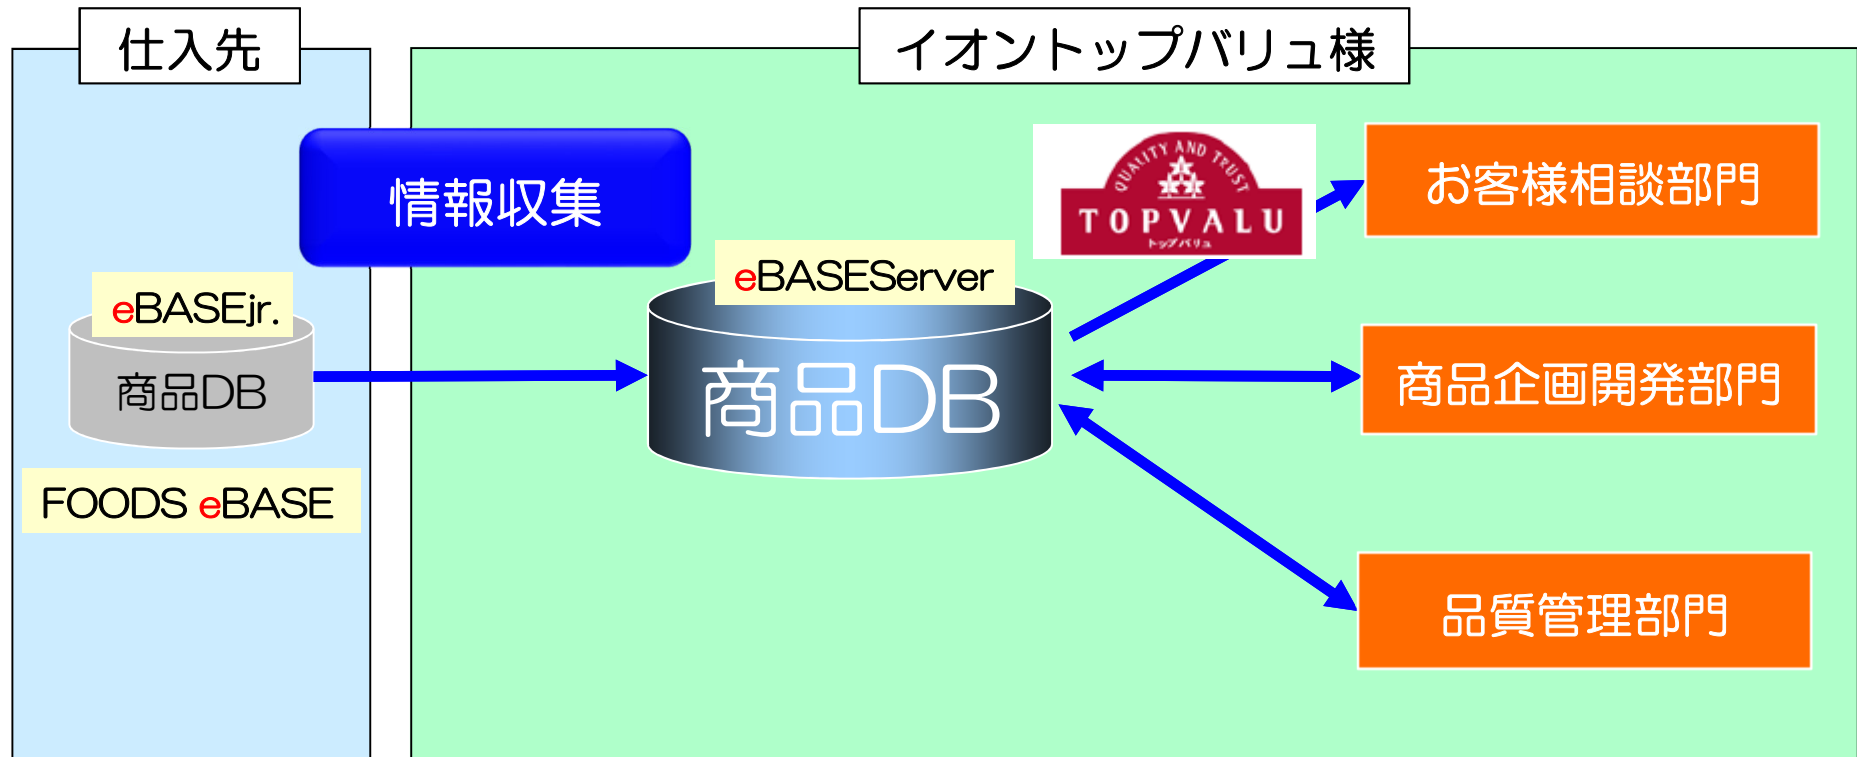 仕入先
イオントップバリュ様
情報収集
QUALITY AND TRUST
TOPVALU
トップバリュ
お客様相談部門
eBASEServer
eBASEjr.
商品DB
商品DB
商品企画開発部門
FOODS eBASE
品質管理部門